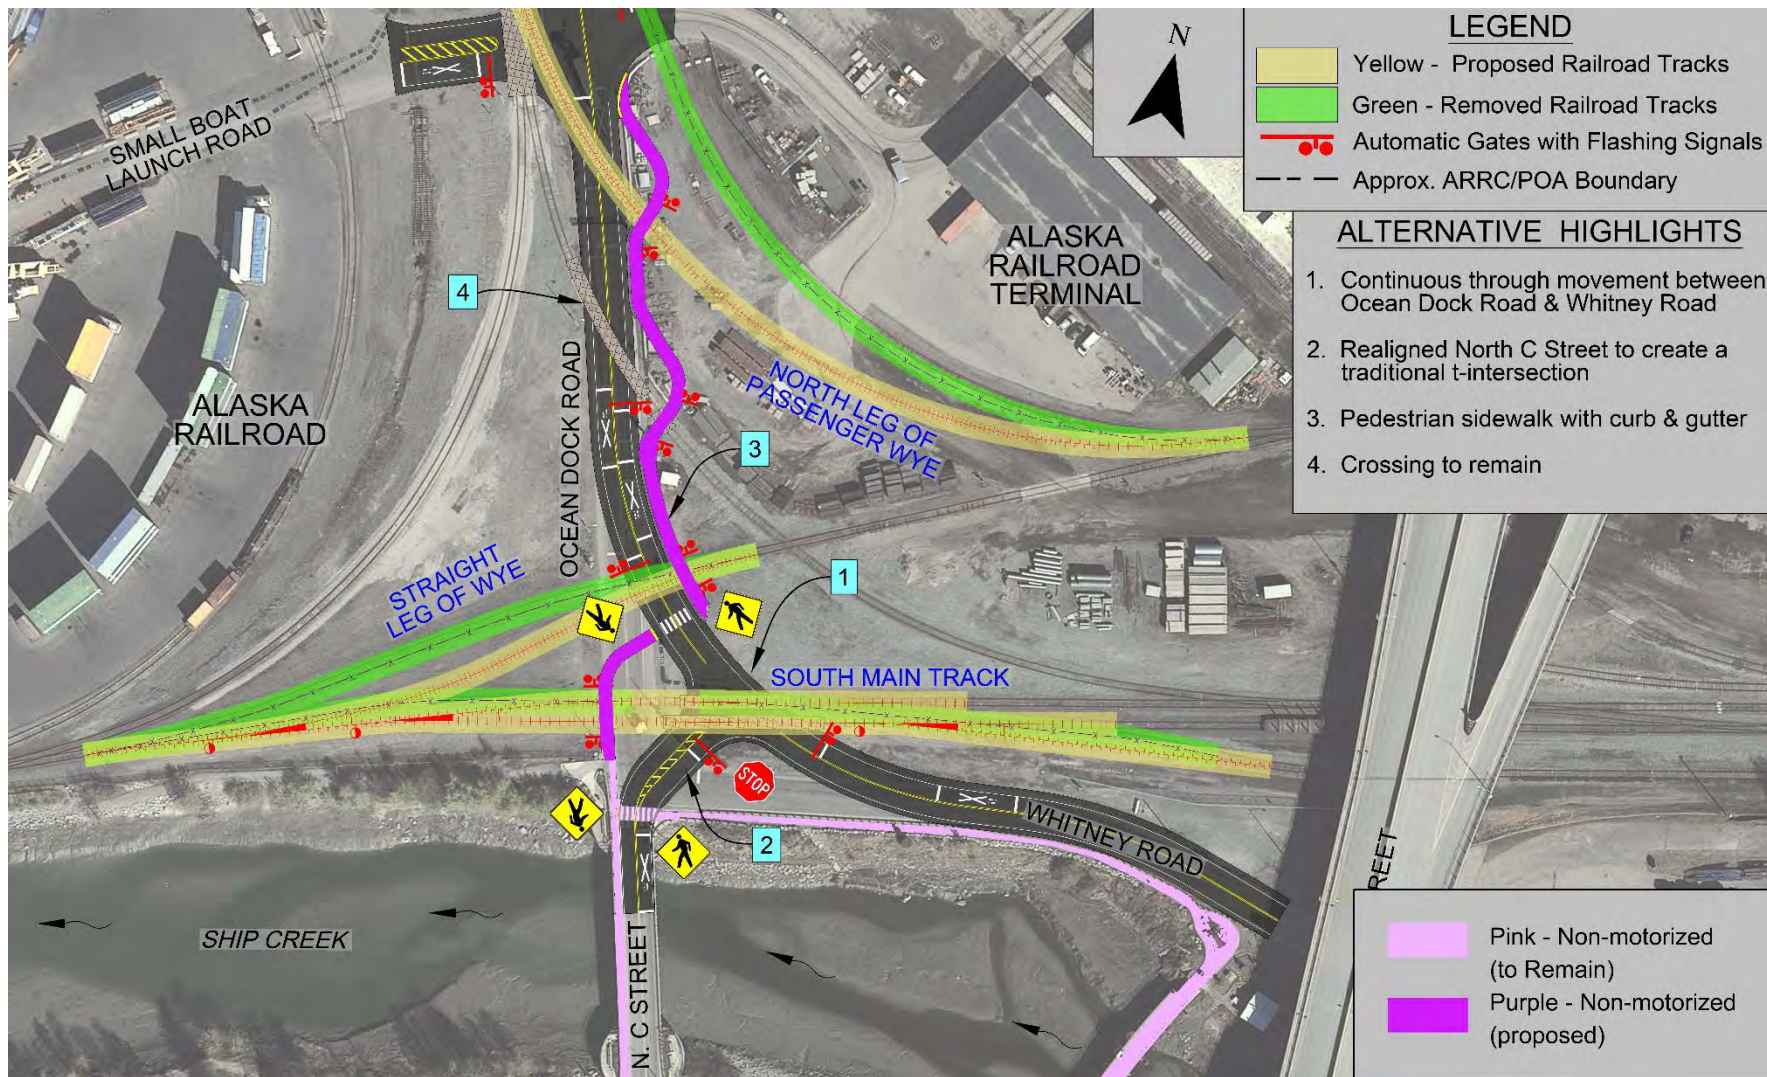 N
LEGEND
Yellow - Proposed Railroad Tracks
Green - Removed Railroad Tracks
Automatic Gates with Flashing Signals
Approx. ARRC/POA Boundary
ALTERNATIVE HIGHLIGHTS
1. Continuous through movement between
Ocean Dock Road & Whitney Road
2. Realigned North C Street to create a
traditional t-intersection
3. Pedestrian sidewalk with curb & gutter
4. Crossing to remain
SMALL BOAT
LAUNCH ROAD
ALASKA
RAILROAD
TERMINAL
4
OCEAN DOCK ROAD
NORTH LEG OF
PASSENGER WYE
ALASKA
RAILROAD
3
STRAIGHT
LEG OF WYE
1
SOUTH MAIN TRACK
STOP
2
WHITNEY ROAD
REET
SHIP CREEK
N. C STREET
Pink - Non-motorized
(to Remain)
Purple - Non-motorized
(proposed)